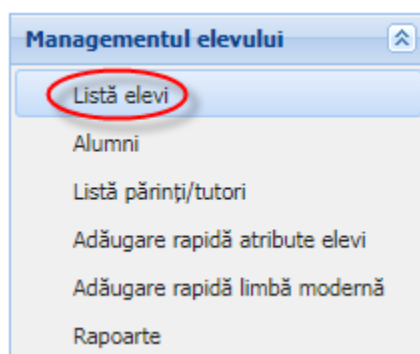 Managementul elevului
Listă elevi
Alumni
Listă părinți/tutori
Adăugare rapidă atribute elevi
Adăugare rapidă limbă modernă
Rapoarte